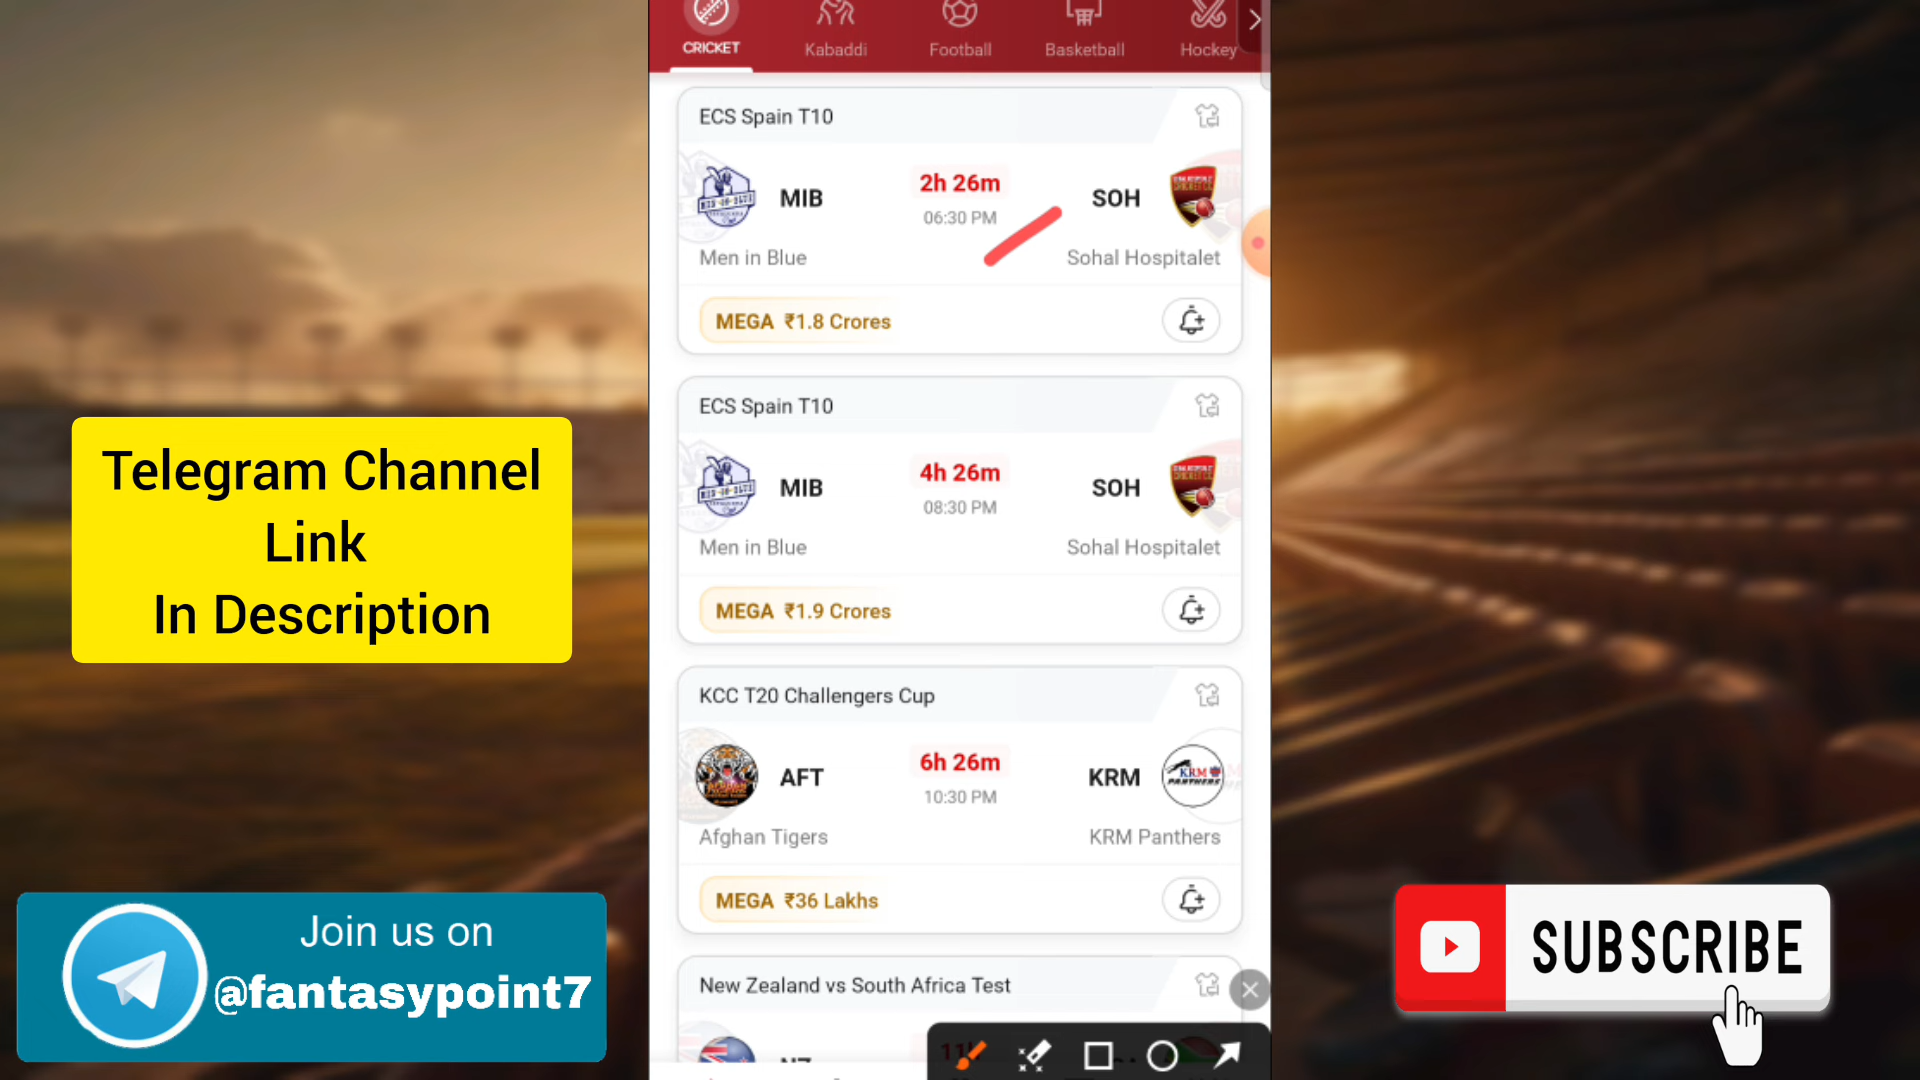 CRICKET
Kabaddi
Football
Basketball
Hockey
ECS Spain T10
MIB
2h 26m
06:30 PM
SOH
Men in Blue
Sohal Hospitalet
MEGA ₹1.8 Crores
ECS Spain T10
MIB
4h 26m
08:30 PM
SOH
Men in Blue
Sohal Hospitalet
MEGA ₹1.9 Crores
KCC T20 Challengers Cup
AFT
6h 26m
10:30 PM
KRM
KRM
PANTHERS
Afghan Tigers
KRM Panthers
MEGA ₹36 Lakhs
New Zealand vs South Africa Test
Telegram Channel
Link
In Description
Join us on
@fantasypoint7
SUBSCRIBE